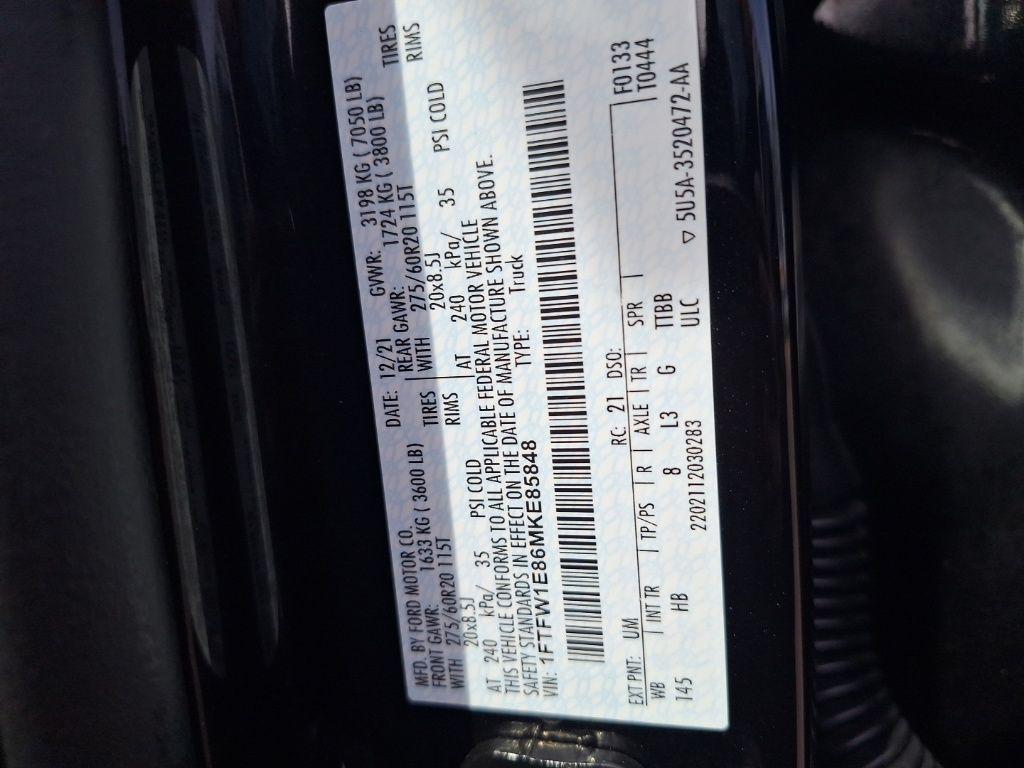 MFD. BY FORD MOTOR CO. DATE: 12/21 GVWR: 3198 KG ( 7050 LB)
FRONT GAWR: 1633 KG ( 3600 LB) REAR GAWR: 1724 KG ( 3800 LB)
WITH 275/60R20 115T TIRES WITH 275/60R20 115T TIRES
20x8.5J RIMS 20x8.5J RIMS
AT 240 kPa/ 35 PSI COLD AT 240 kPa/ 35 PSI COLD
THIS VEHICLE CONFORMS TO ALL APPLICABLE FEDERAL MOTOR VEHICLE
SAFETY STANDARDS IN EFFECT ON THE DATE OF MANUFACTURE SHOWN ABOVE.
VIN: 1FTFW1E86MKE85848 TYPE: Truck
F0133
EXT PNT: UM RC: 21 DSO: T0444
WB INT TR TP/PS R AXLE TR SPR
145 HB 8 L3 G TTBB
2202112030283 ULC ▽ 5U5A-3520472-AA